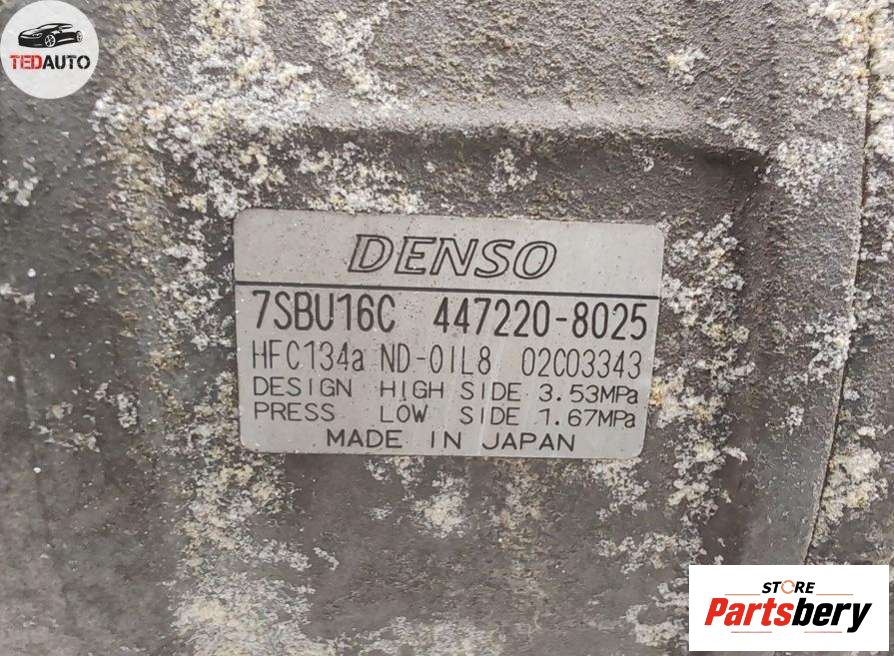 TEDAUTO
DENSO
7SBU16C 447220-8025
HFC134a ND-OIL8 02C03343
DESIGN HIGH SIDE 3.53MPa
PRESS LOW SIDE 1.67MPa
MADE IN JAPAN
STORE
Partsbery